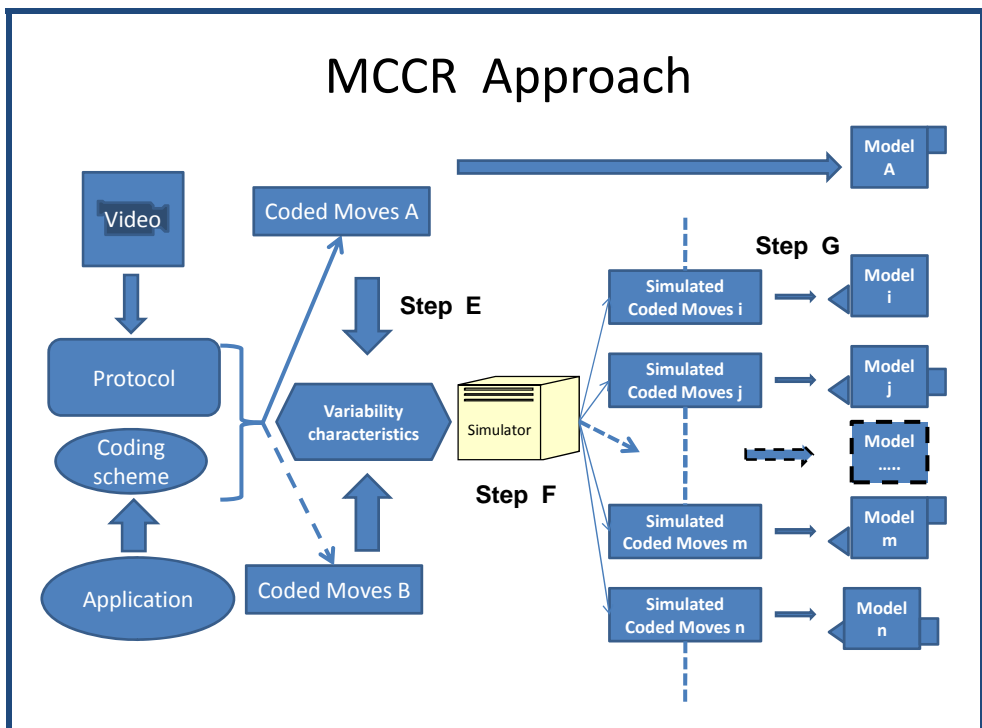 MCCR Approach
Model
A
Video
Coded Moves A
Step G
Simulated
Coded Moves i
Model
i
Step E
Protocol
Simulated
Coded Moves j
Model
j
Variability
characteristics
Simulator
Coding
scheme
Model
.....
Step F
Simulated
Coded Moves m
Model
m
Application
Coded Moves B
Simulated
Coded Moves n
Model
n